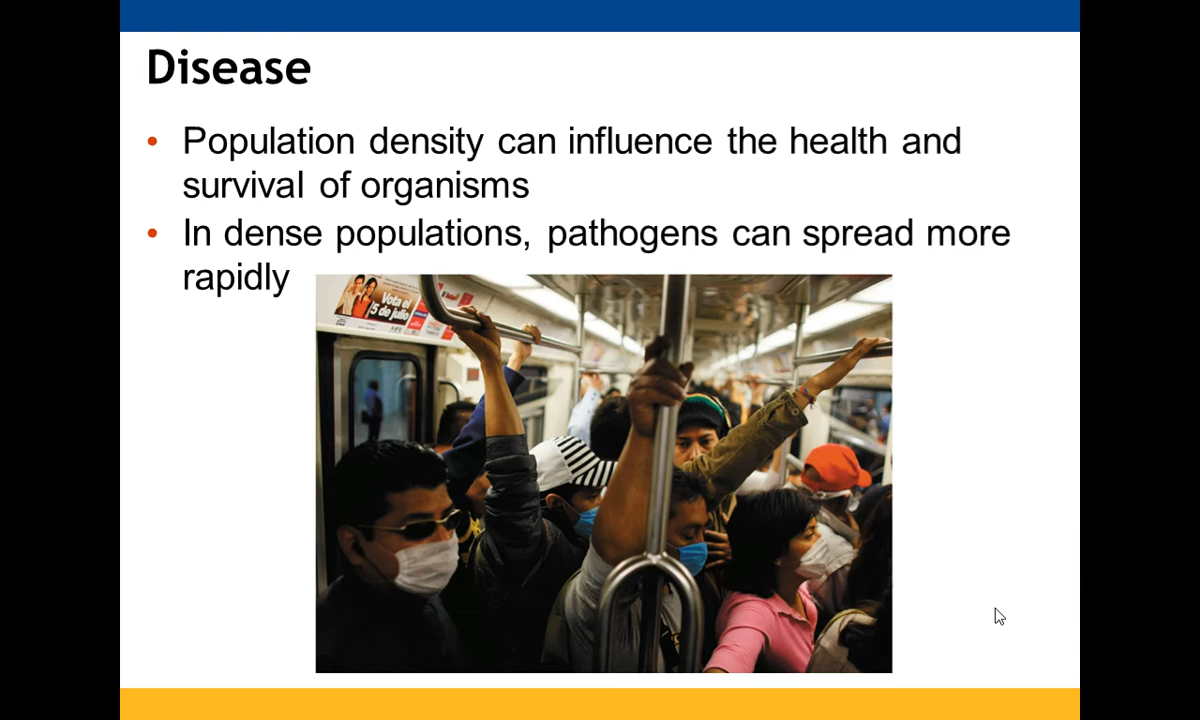 Disease
• Population density can influence the health and
survival of organisms
• In dense populations, pathogens can spread more
rapidly
Vota el
5 de julio